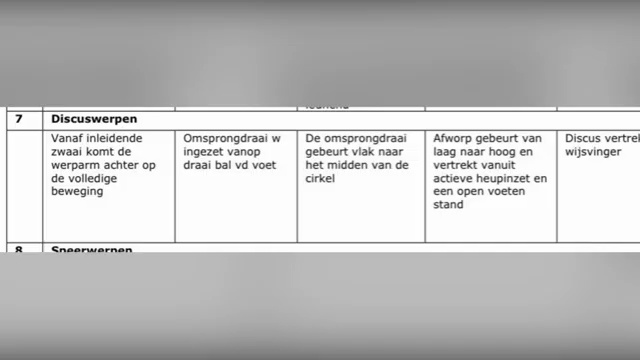 7 Discuswerpen
Vanaf inleidende
zwaai komt de
werparm achter op
de volledige
beweging
Omsprongdraai w
ingezet vanop
draai bal vd voet
De omsprongdraai
gebeurt vlak naar
het midden van de
cirkel
Afworp gebeurt van
laag naar hoog en
vertrekt vanuit
actieve heupinzet en
een open voeten
stand
Discus vertrek
wijsvinger
8 Speerwerpen